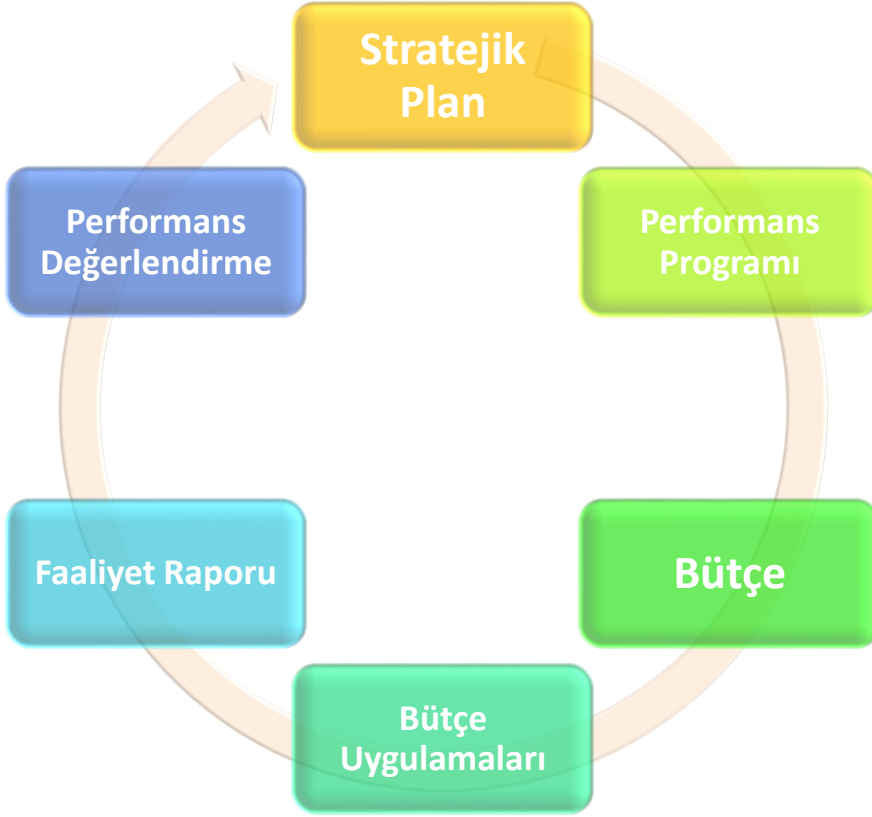 Stratejik
Plan
Performans
Programı
Bütçe
Bütçe
Uygulamaları
Faaliyet Raporu
Performans
Değerlendirme